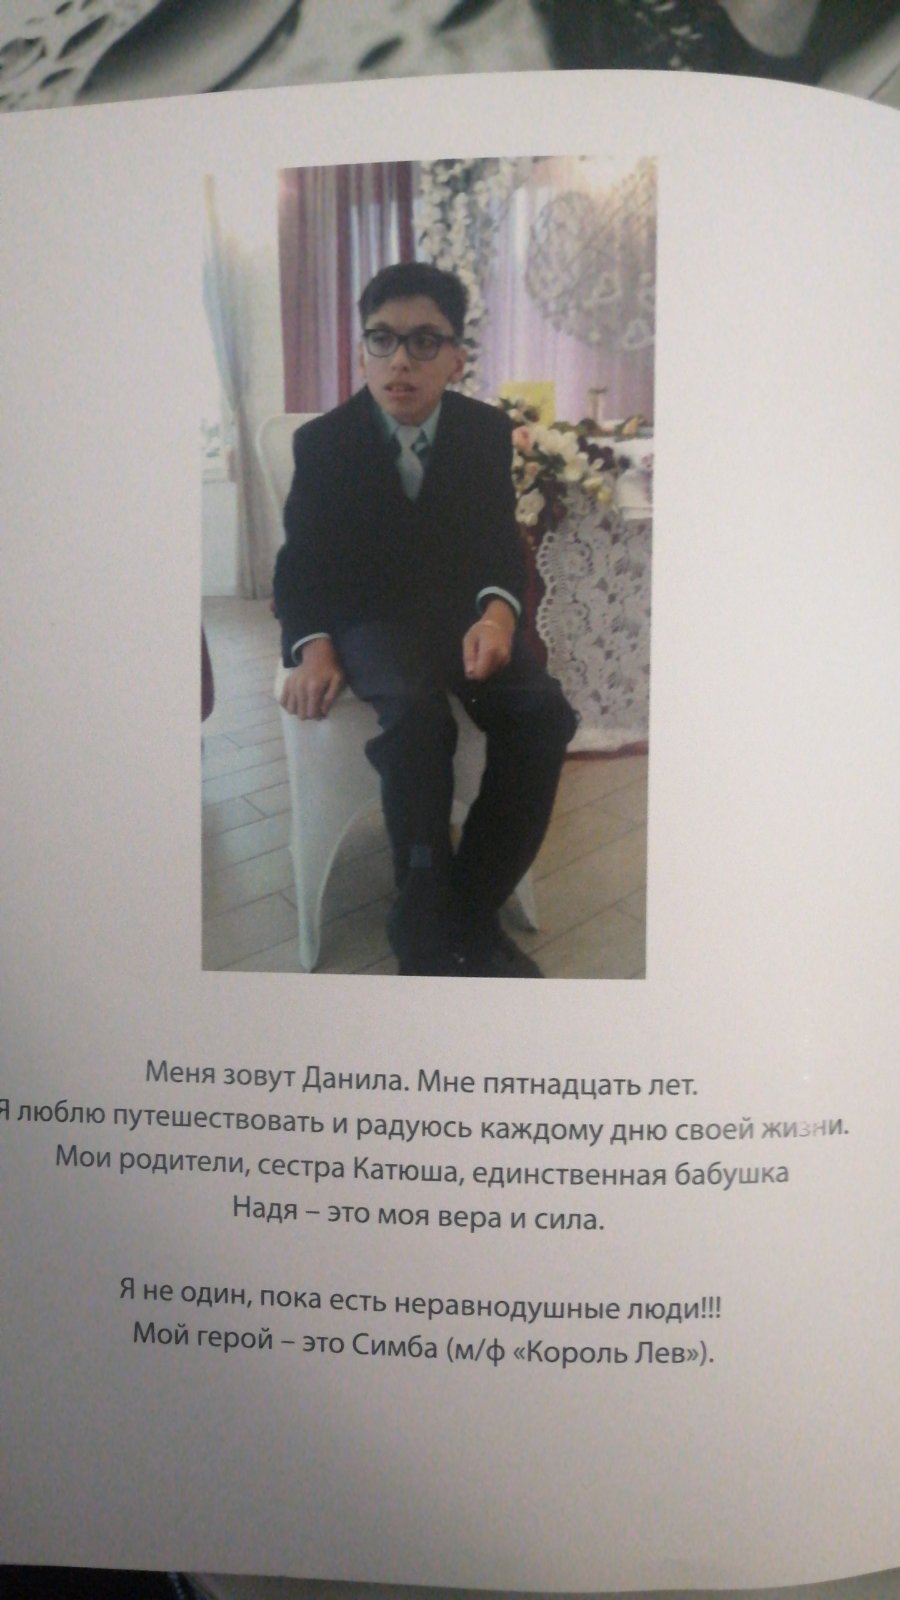 Меня зовут Данила. Мне пятнадцать лет.
Я люблю путешествовать и радуюсь каждому дню своей жизни.
Мои родители, сестра Катюша, единственная бабушка
Надя – это моя вера и сила.
Я не один, пока есть неравнодушные люди!!!
Мой герой – это Симба (м/ф «Король Лев»).